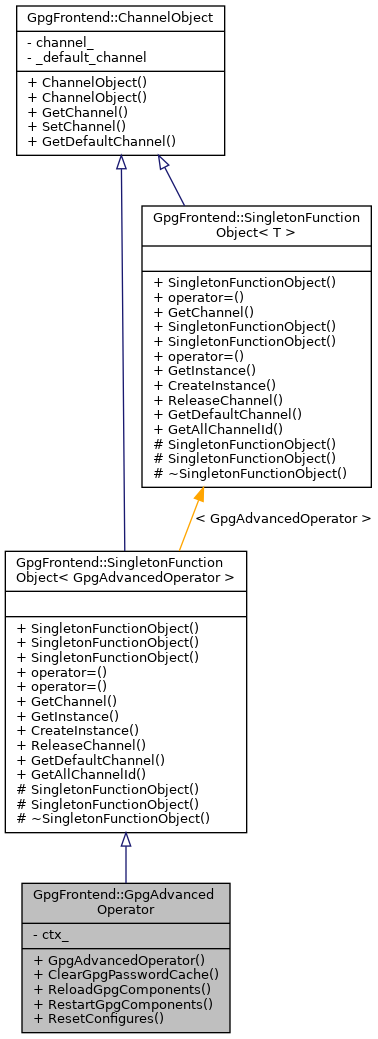 GpgFrontend::ChannelObject
- channel_
- _default_channel
+ ChannelObject()
+ ChannelObject()
+ GetChannel()
+ SetChannel()
+ GetDefaultChannel()
GpgFrontend::SingletonFunction
Object< T >
+ SingletonFunctionObject()
+ operator=()
+ GetChannel()
+ SingletonFunctionObject()
+ SingletonFunctionObject()
+ operator=()
+ GetInstance()
+ CreateInstance()
+ ReleaseChannel()
+ GetDefaultChannel()
+ GetAllChannelId()
# SingletonFunctionObject()
# SingletonFunctionObject()
# ~SingletonFunctionObject()
< GpgAdvancedOperator >
GpgFrontend::SingletonFunction
Object< GpgAdvancedOperator >
+ SingletonFunctionObject()
+ SingletonFunctionObject()
+ SingletonFunctionObject()
+ operator=()
+ operator=()
+ GetChannel()
+ GetInstance()
+ CreateInstance()
+ ReleaseChannel()
+ GetDefaultChannel()
+ GetAllChannelId()
# SingletonFunctionObject()
# SingletonFunctionObject()
# ~SingletonFunctionObject()
GpgFrontend::GpgAdvanced
Operator
- ctx_
+ GpgAdvancedOperator()
+ ClearGpgPasswordCache()
+ ReloadGpgComponents()
+ RestartGpgComponents()
+ ResetConfigures()